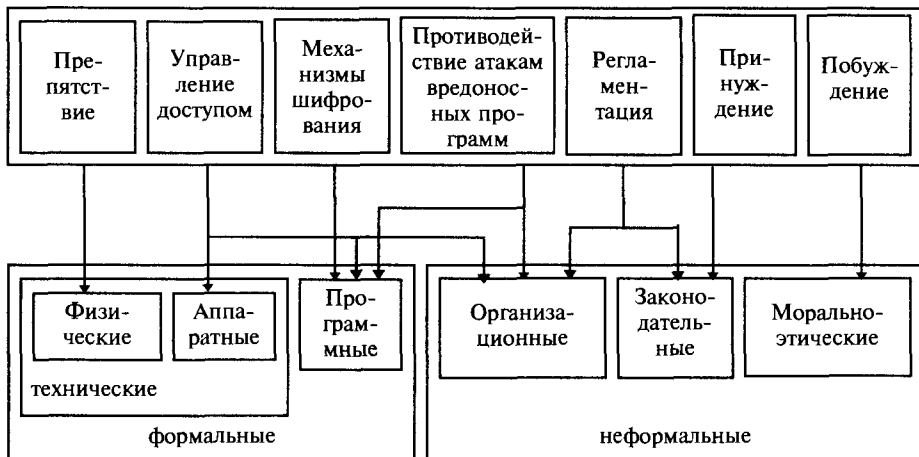 Пре-
пятст-
вие
Управ-
ление
доступом
Меха-
низмы
шифро-
вания
Противодей-
ствие атакам
вредонос-
ных про-
грамм
Регла-
мен-
тация
При-
нуж-
дение
Побуж-
дение
Физи-
ческие
Аппа-
ратные
технические
Про-
грам-
мные
формальные
Организа-
ционные
Законо-
датель-
ные
Морально-
этические
неформальные